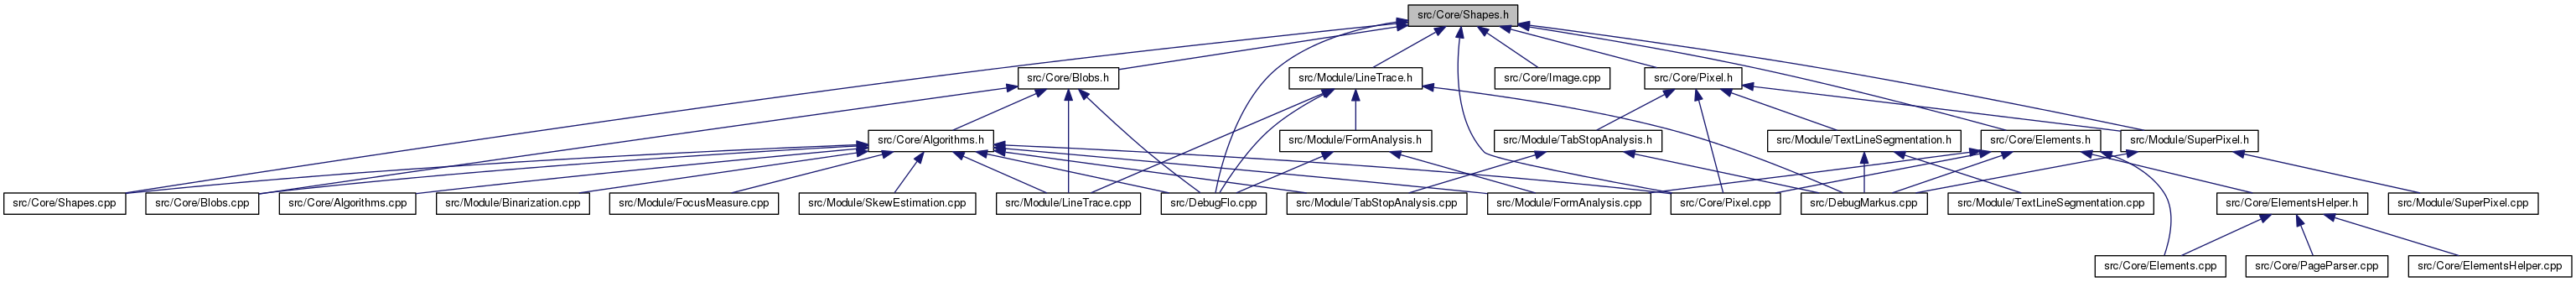 src/Core/Shapes.h
src/Core/Blobs.h
src/Module/LineTrace.h
src/Core/Image.cpp
src/Core/Pixel.h
src/Core/Algorithms.h
src/Module/FormAnalysis.h
src/Module/TabStopAnalysis.h
src/Module/TextLineSegmentation.h
src/Core/Elements.h
src/Module/SuperPixel.h
src/Core/Shapes.cpp
src/Core/Blobs.cpp
src/Core/Algorithms.cpp
src/Module/Binarization.cpp
src/Module/FocusMeasure.cpp
src/Module/SkewEstimation.cpp
src/Module/LineTrace.cpp
src/DebugFlo.cpp
src/Module/TabStopAnalysis.cpp
src/Module/FormAnalysis.cpp
src/Core/Pixel.cpp
src/DebugMarkus.cpp
src/Module/TextLineSegmentation.cpp
src/Core/ElementsHelper.h
src/Module/SuperPixel.cpp
src/Core/Elements.cpp
src/Core/PageParser.cpp
src/Core/ElementsHelper.cpp